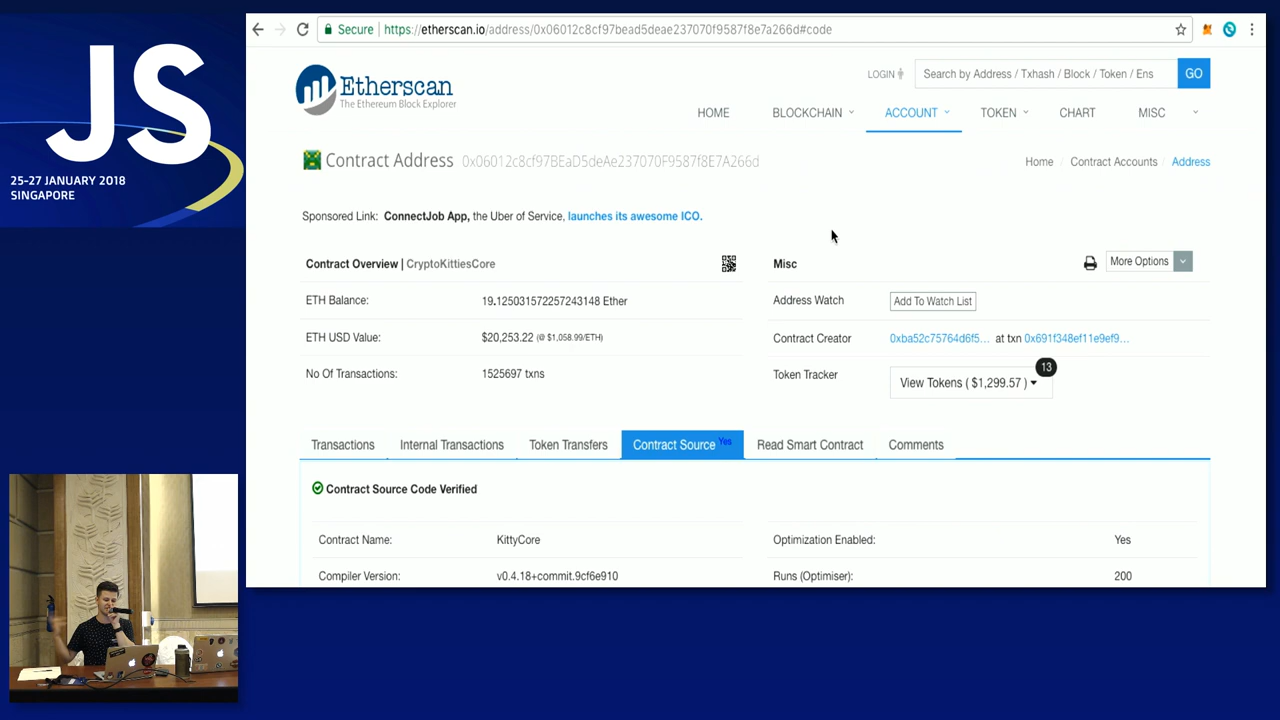 JS
25-27 JANUARY 2018
SINGAPORE
Secure https://etherscan.io/address/0x06012c8cf97bead5deae237070f9587f8e7a266d#code
Etherscan
The Ethereum Block Explorer
LOGIN
Search by Address / Txhash / Block / Token / Ens
GO
HOME BLOCKCHAIN ACCOUNT TOKEN CHART MISC
Contract Address 0x06012c8cf97BEaD5deAe237070F9587f8E7A266d
Home Contract Accounts Address
Sponsored Link: ConnectJob App, the Uber of Service, launches its awesome ICO.
Contract Overview | CryptoKittiesCore
ETH Balance: 19.125031572257243148 Ether
ETH USD Value: $20,253.22 (@ $1,058.99/ETH)
No Of Transactions: 1525697 txns
Misc
More Options
Address Watch Add To Watch List
Contract Creator 0xba52c75764d6f5... at txn 0x691f348ef11e9ef9...
Token Tracker View Tokens ( $1,299.57 ) 13
Transactions Internal Transactions Token Transfers Contract Source Yes Read Smart Contract Comments
Contract Source Code Verified
Contract Name: KittyCore
Compiler Version: v0.4.18+commit.9cf6e910
Optimization Enabled: Yes
Runs (Optimiser): 200